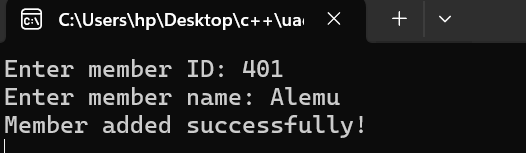 C:\Users\hp\Desktop\c++\ua
Enter member ID: 401
Enter member name: Alemu
Member added successfully!